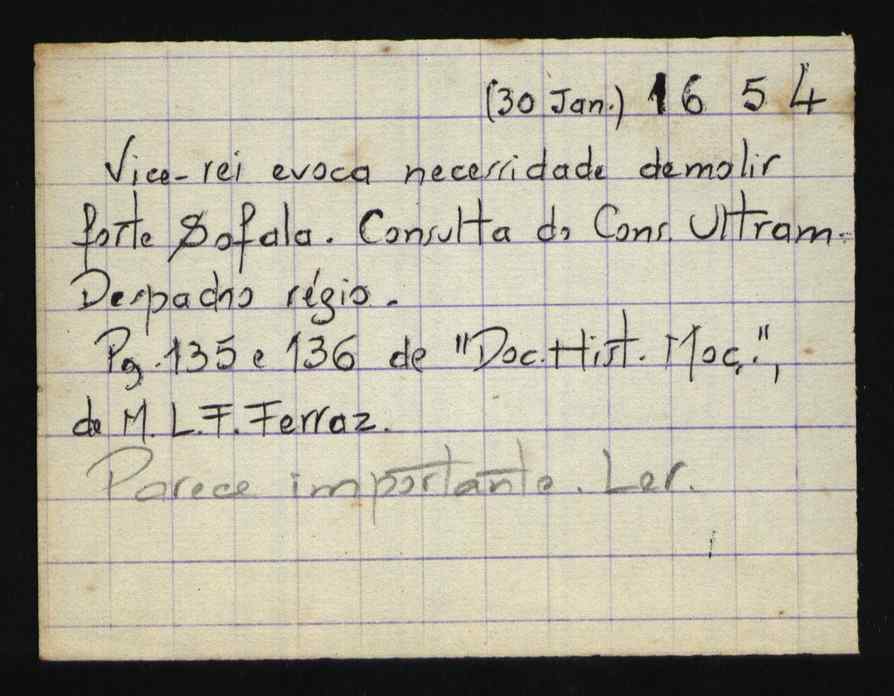 (30 Jan.) 1654
Vice-rei evoca necessidade demolir
forte Sofala. Consulta do Cons. Ultram.
Despacho régio.
Pg. 135 e 136 de "Doc. Hist. Moç.",
de M. L. F. Ferraz.
Parece importante. Ler.